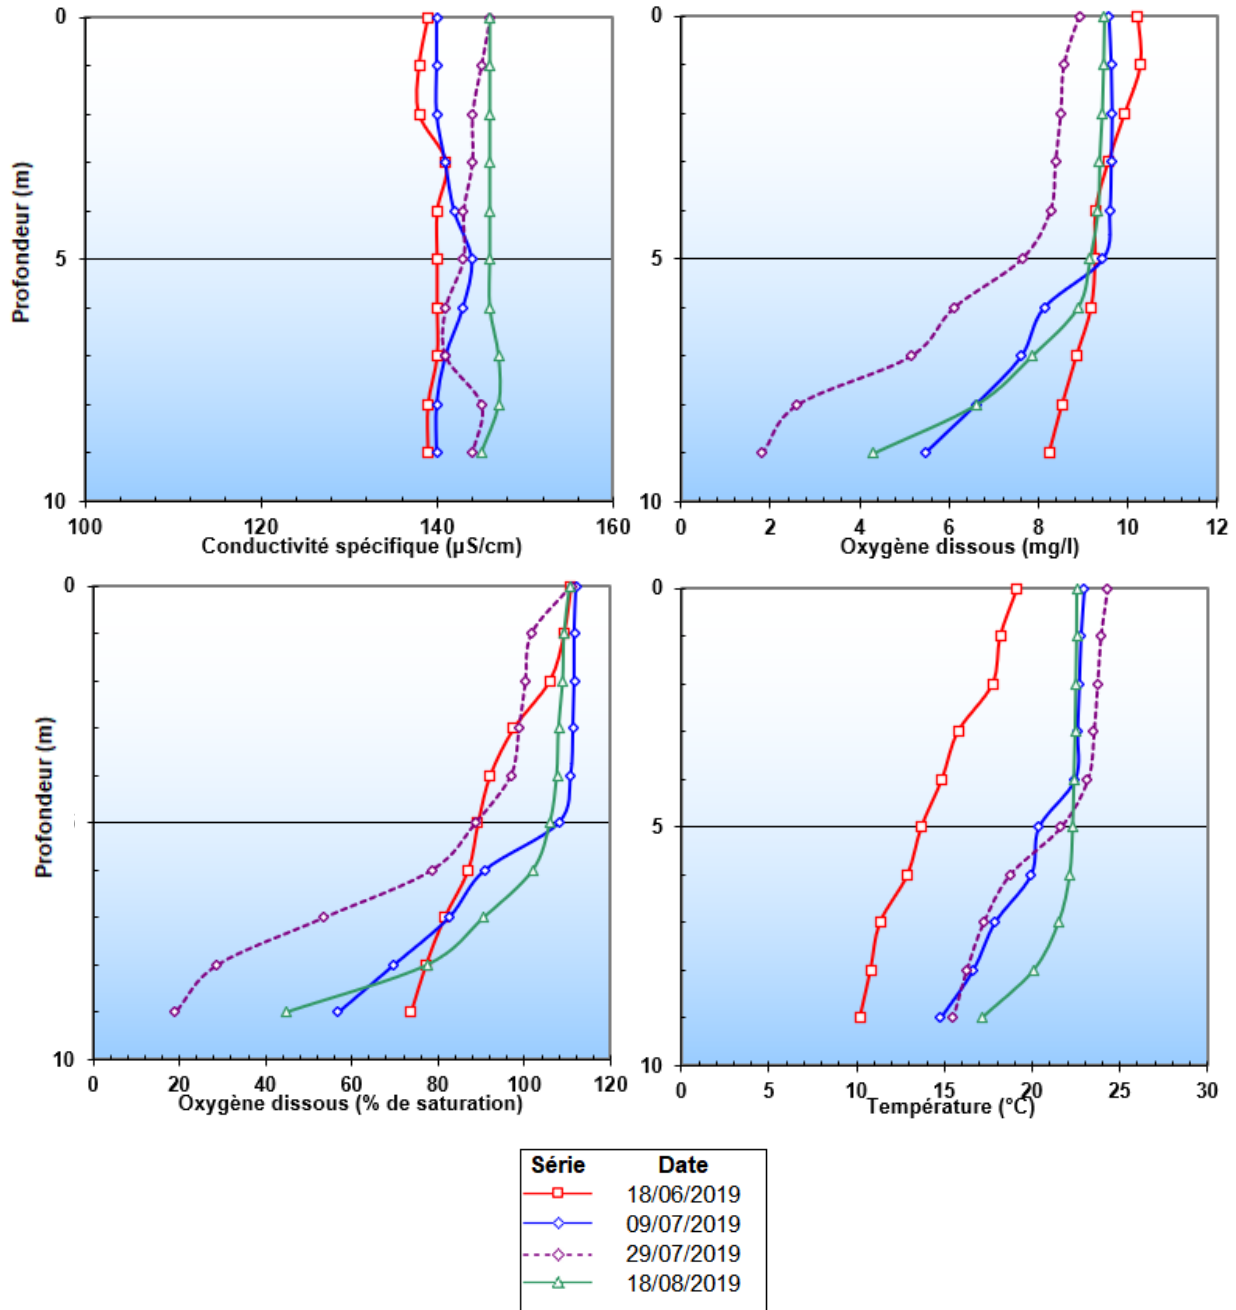 0
5
10
Profondeur (m)
100 120 140 160
Conductivité spécifique (µS/cm)
0
5
10
0 2 4 6 8 10 12
Oxygène dissous (mg/l)
0
10
Profondeur (m)
0 20 40 60 80 100 120
Oxygène dissous (% de saturation)
0
5
10
0 5 10 15 20 25 30
Température (°C)
Série Date
18/06/2019
09/07/2019
29/07/2019
18/08/2019